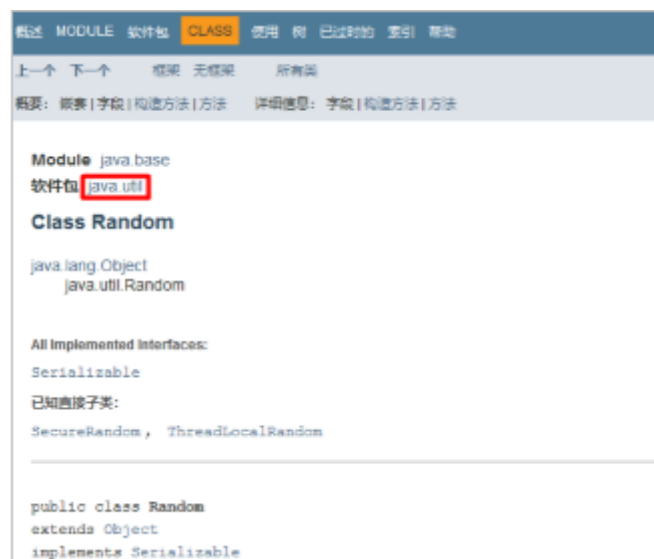 概述 MODULE 软件包 CLASS 使用 树 已过时的 索引 帮助
上一个 下一个 框架 无框架 所有类
概要: 嵌套|字段|构造方法|方法 详细信息: 字段|构造方法|方法
Module java.base
软件包 java.util
Class Random
java.lang.Object
java.util.Random
All Implemented Interfaces:
Serializable
已知直接子类:
SecureRandom, ThreadLocalRandom
public class Random
extends Object
implements Serializable